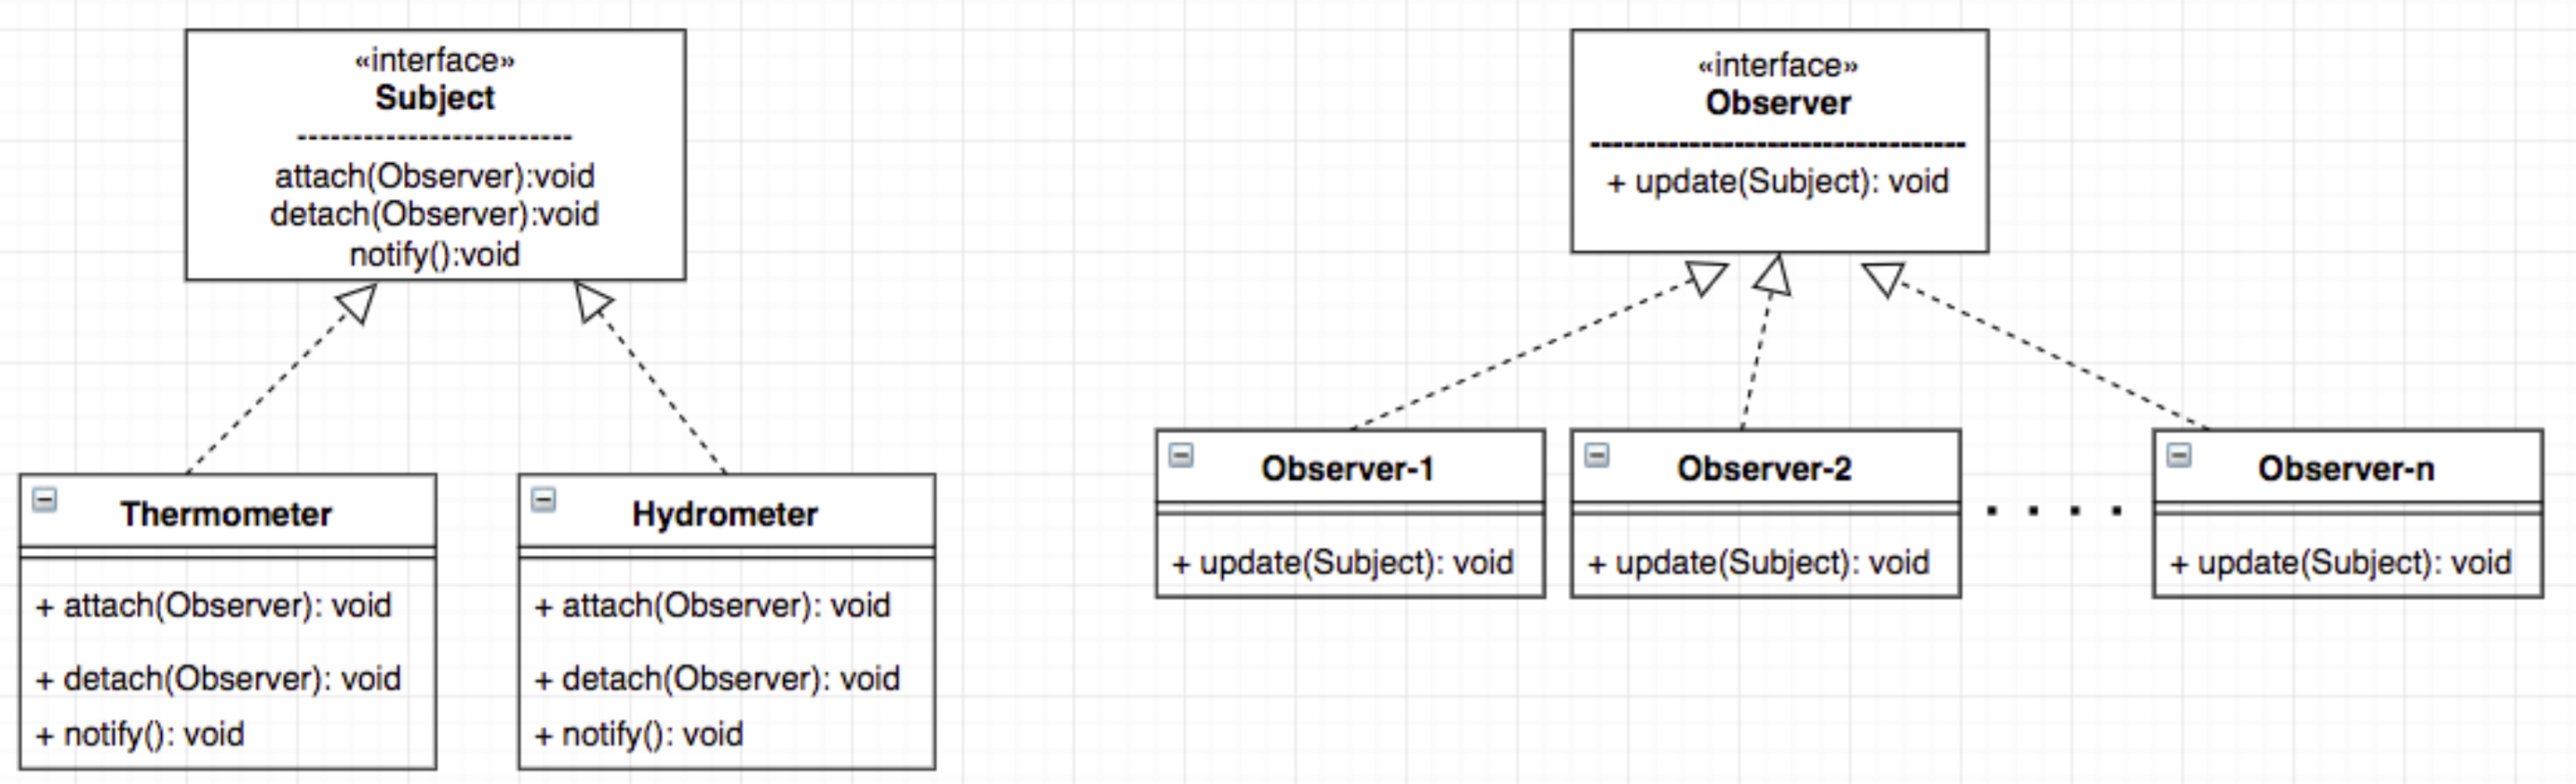 «interface»
Subject
-------------------------
attach(Observer):void
detach(Observer):void
notify():void
«interface»
Observer
----------------------------------
+ update(Subject): void
Thermometer
+ attach(Observer): void
+ detach(Observer): void
+ notify(): void
Hydrometer
+ attach(Observer): void
+ detach(Observer): void
+ notify(): void
Observer-1
+ update(Subject): void
Observer-2
+ update(Subject): void
. . . .
Observer-n
+ update(Subject): void